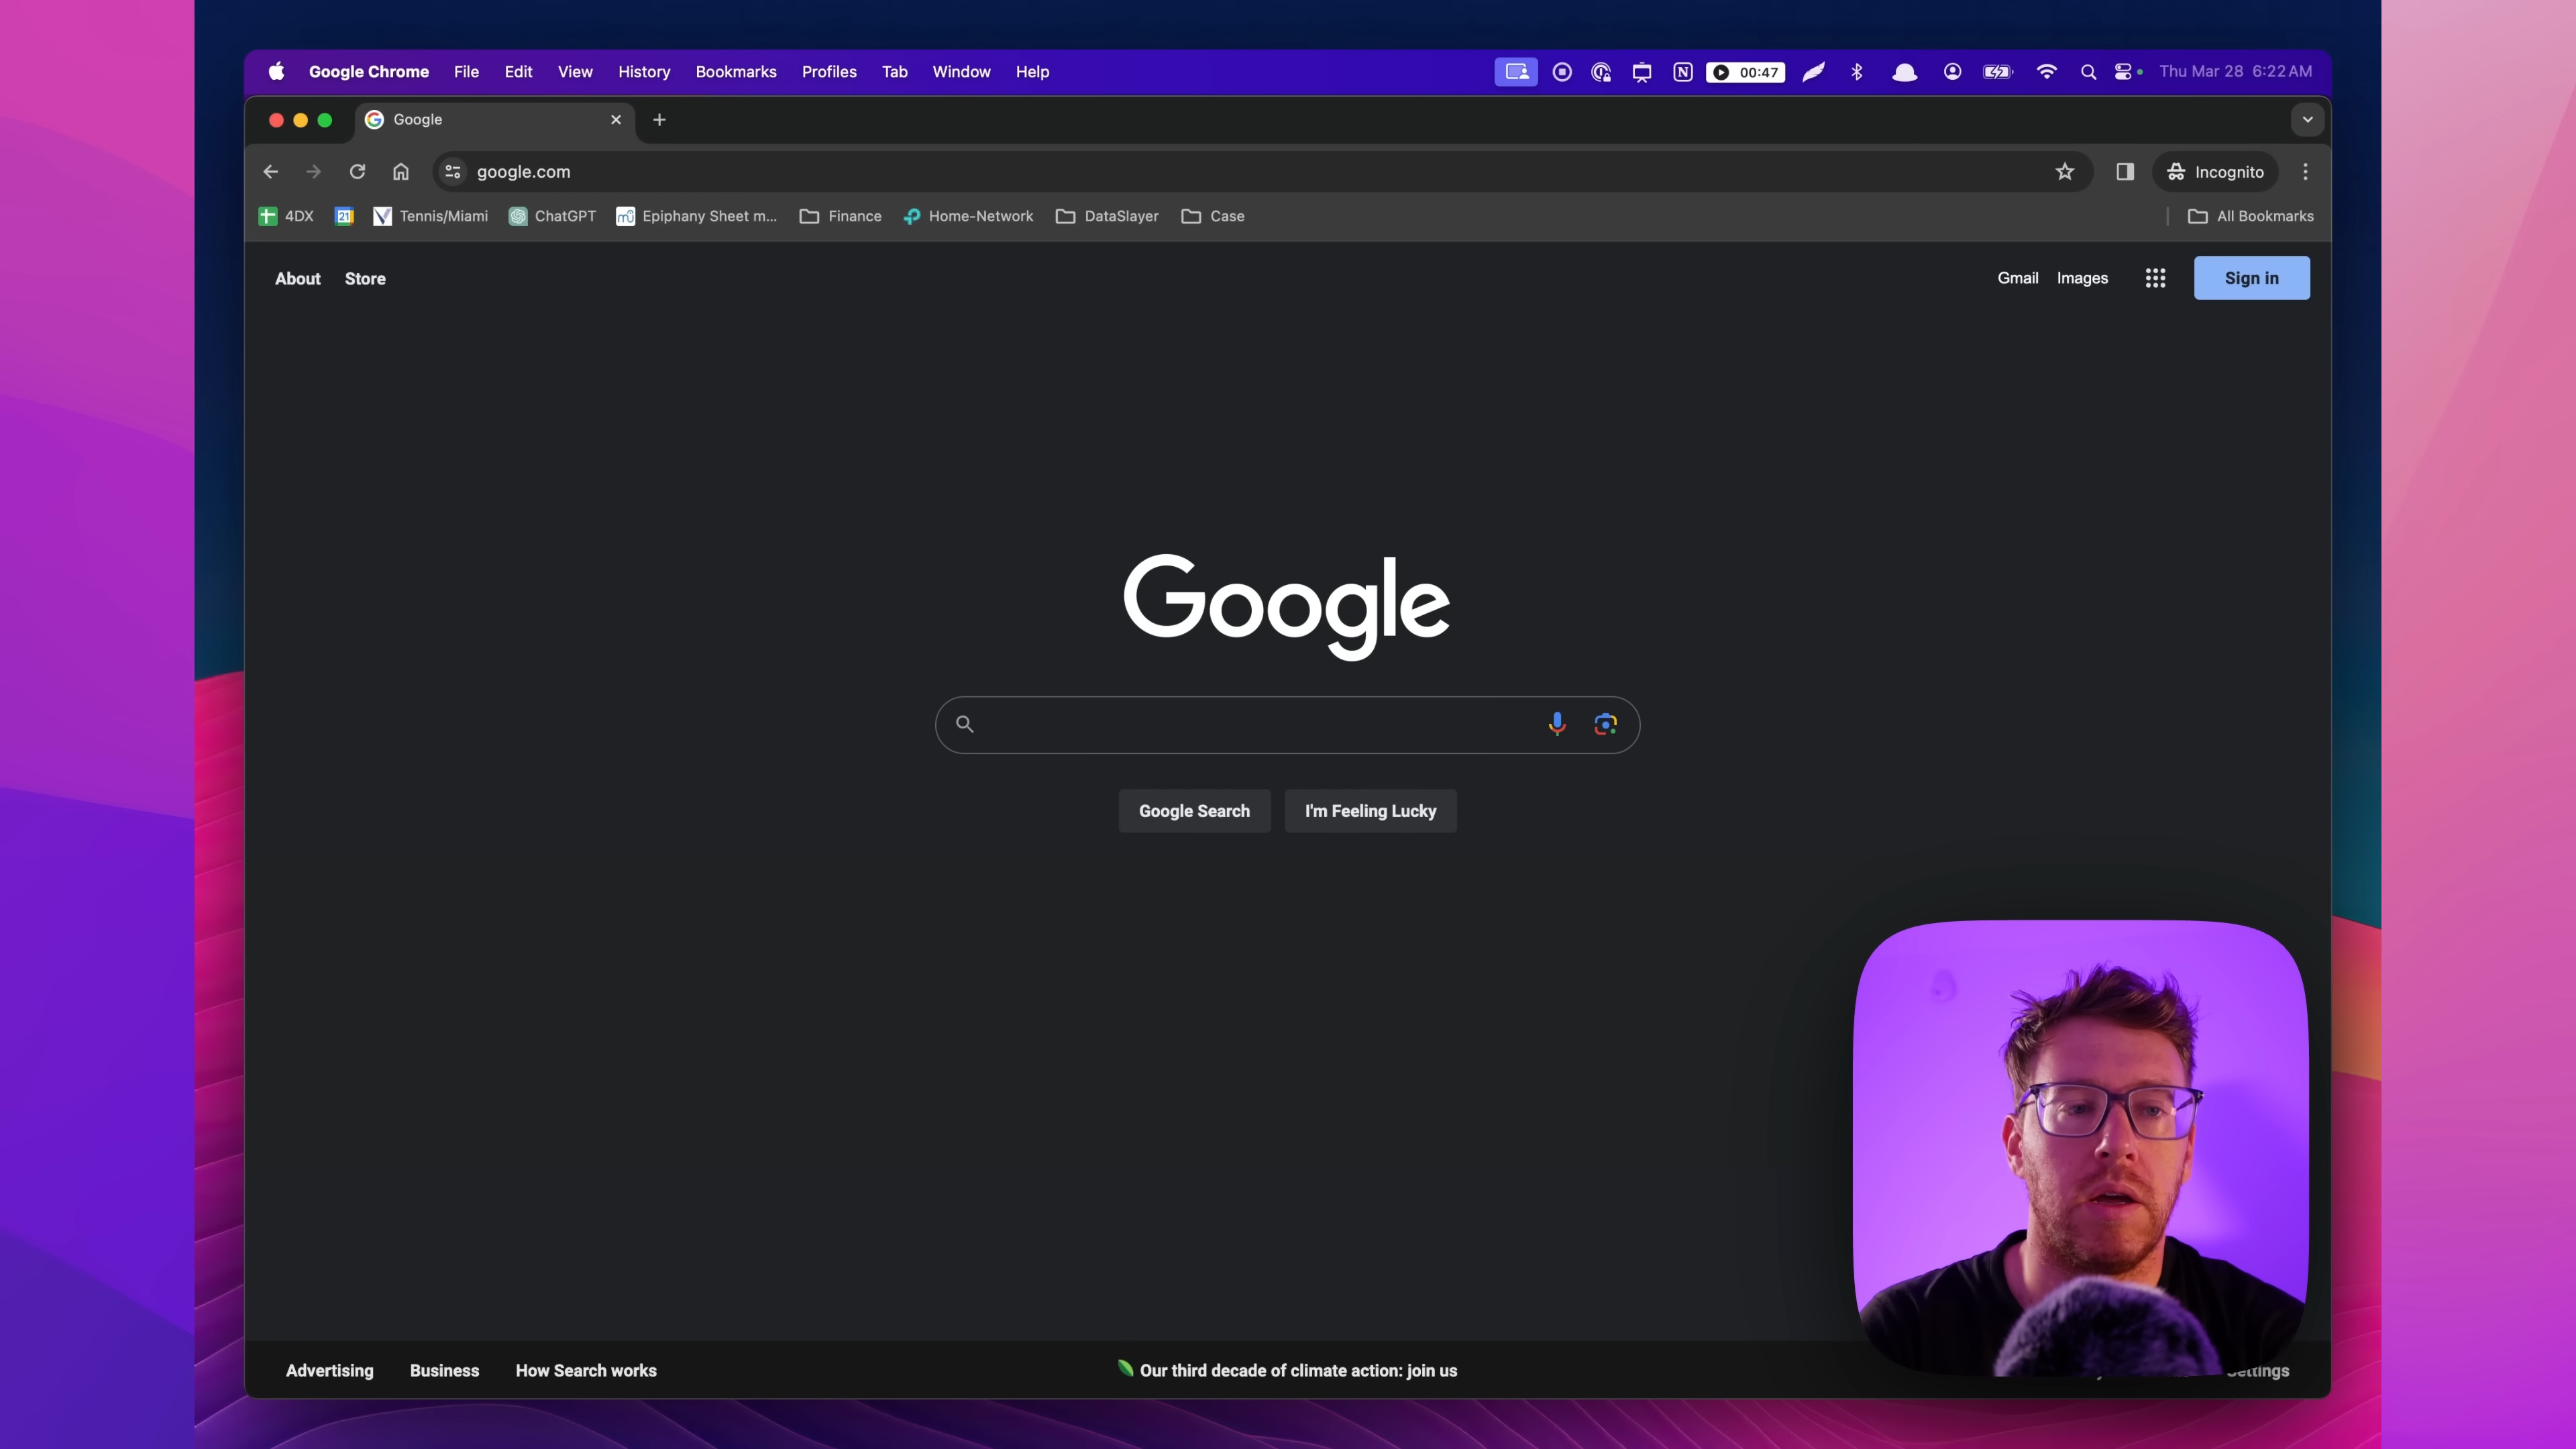 Google Chrome File Edit View History Bookmarks Profiles Tab Window Help 00:47 Thu Mar 28 6:22 AM
Google
google.com Incognito
4DX 21 Tennis/Miami ChatGPT Epiphany Sheet m... Finance Home-Network DataSlayer Case All Bookmarks
About Store Gmail Images Sign in
Google
Google Search I'm Feeling Lucky
Advertising Business How Search works Our third decade of climate action: join us